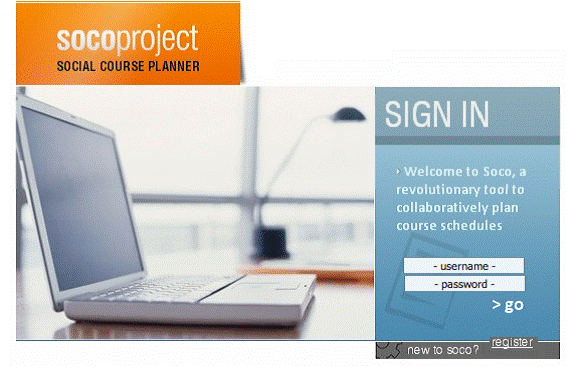 socoproject
SOCIAL COURSE PLANNER
SIGN IN
› Welcome to Soco, a
revolutionary tool to
collaboratively plan
course schedules
- username -
- password -
> go
new to soco? register